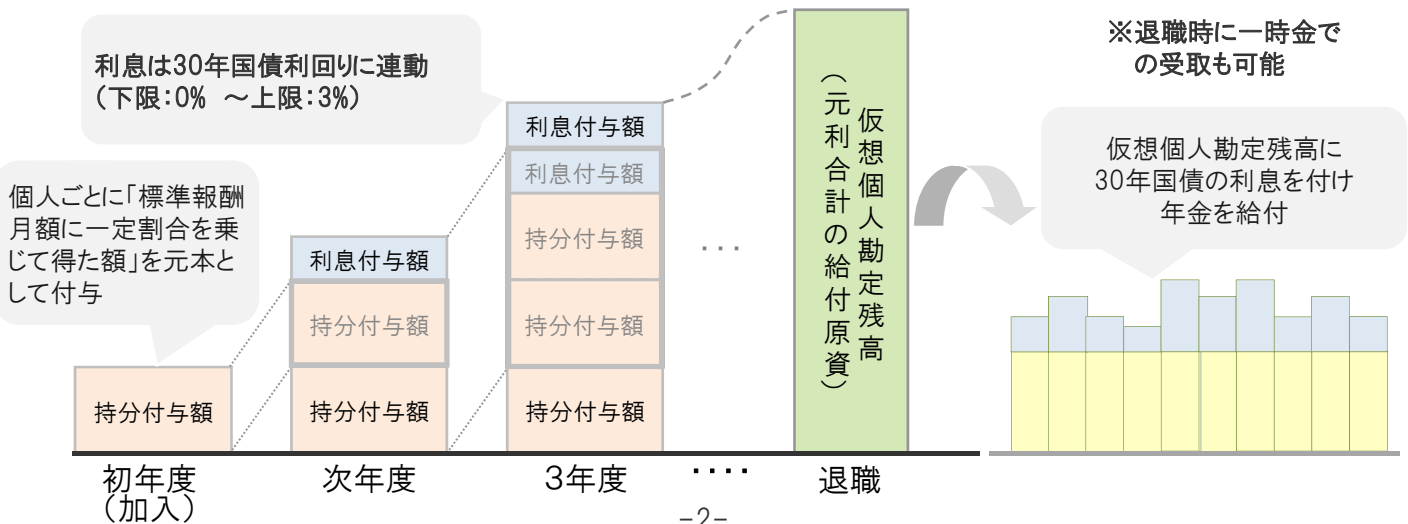 利息は30年国債利回りに連動
（下限：0%　～上限：3%）
個人ごとに「標準報酬
月額に一定割合を乗
じて得た額」を元本と
して付与
持分付与額
初年度
（加入）
利息付与額
持分付与額
持分付与額
次年度
利息付与額
利息付与額
持分付与額
持分付与額
持分付与額
3年度
・・・
・・・・
仮想個人勘定残高
（元利合計の給付原資）
退職
※退職時に一時金で
の受取も可能
仮想個人勘定残高に
30年国債の利息を付け
年金を給付
－2－